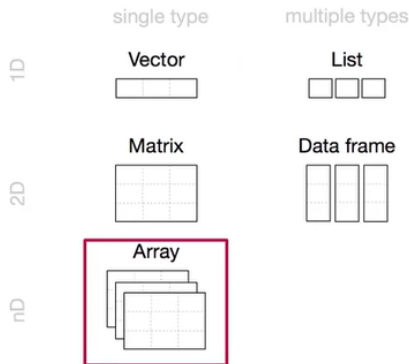 single type multiple types
1D
Vector List
2D
Matrix Data frame
nD
Array